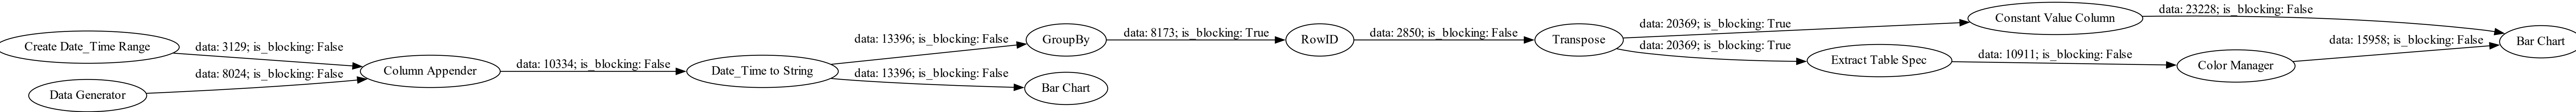 Create Date_Time Range
data: 3129; is_blocking: False
Data Generator
data: 8024; is_blocking: False
Column Appender
data: 10334; is_blocking: False
Date_Time to String
data: 13396; is_blocking: False
data: 13396; is_blocking: False
GroupBy
Bar Chart
data: 8173; is_blocking: True
RowID
data: 2850; is_blocking: False
Transpose
data: 20369; is_blocking: True
data: 20369; is_blocking: True
Constant Value Column
Extract Table Spec
data: 23228; is_blocking: False
data: 10911; is_blocking: False
Color Manager
data: 15958; is_blocking: False
Bar Chart